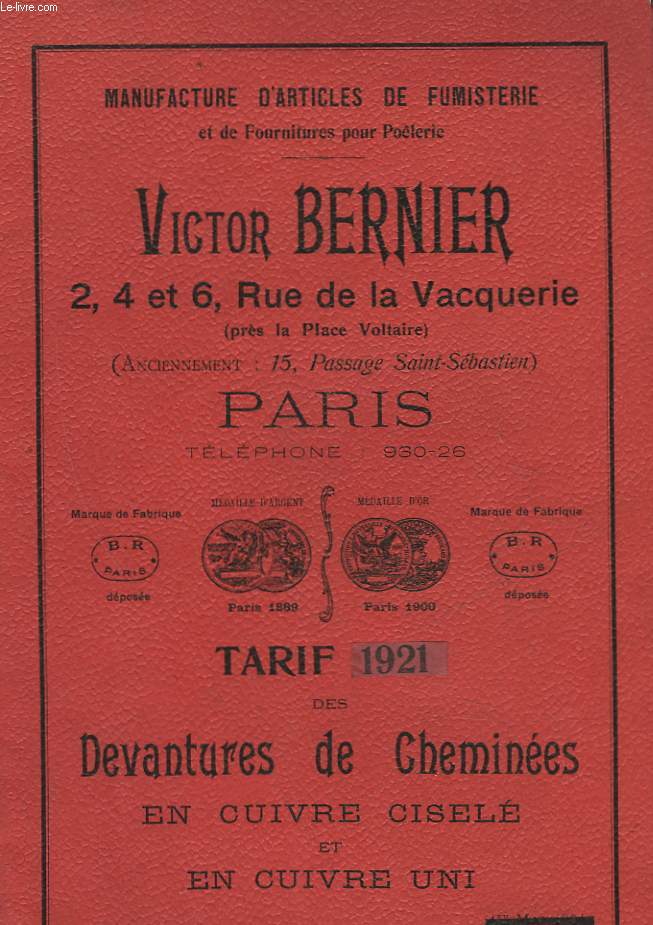 Le-livre.com
MANUFACTURE D'ARTICLES DE FUMISTERIE
et de Fournitures pour Poêlerie
VICTOR BERNIER
2, 4 et 6, Rue de la Vacquerie
(près la Place Voltaire)
(ANCIENNEMENT : 15, Passage Saint-Sébastien)
PARIS
TÉLÉPHONE : 930-26
MÉDAILLE D'ARGENT MÉDAILLE D'OR
Marque de Fabrique Marque de Fabrique
B.R B.R
PARIS PARIS
déposée déposée
Paris 1889 Paris 1900
TARIF 1921
DES
Devantures de Cheminées
EN CUIVRE CISELÉ
ET
EN CUIVRE UNI